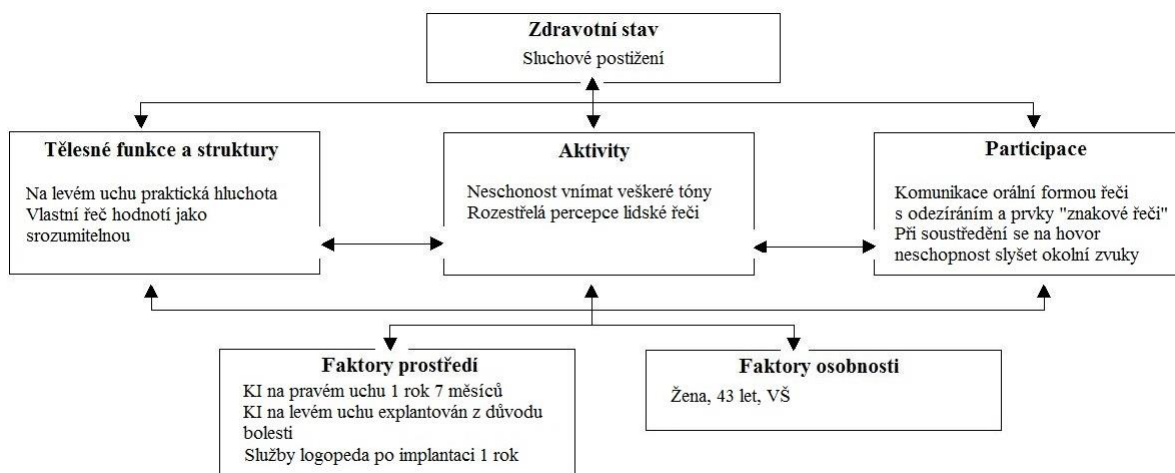 Zdravotní stav
Sluchové postižení
Tělesné funkce a struktury
Na levém uchu praktická hluchota
Vlastní řeč hodnotí jako
srozumitelnou
Aktivity
Neschonost vnímat veškeré tóny
Rozestřelá percepce lidské řeči
Participace
Komunikace orální formou řeči
s odezíráním a prvky "znakové řeči"
Při soustředění se na hovor
neschopnost slyšet okolní zvuky
Faktory prostředí
KI na pravém uchu 1 rok 7 měsíců
KI na levém uchu explantován z důvodu
bolesti
Služby logopeda po implantaci 1 rok
Faktory osobnosti
Žena, 43 let, VŠ